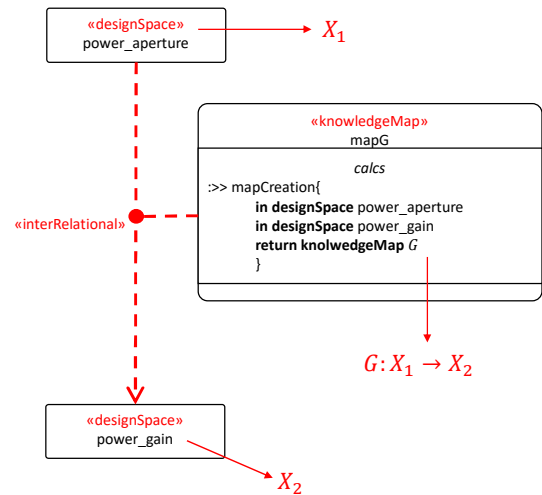 «designSpace»
power_aperture
X₁
«knowledgeMap»
mapG
calcs
:>> mapCreation{
in designSpace power_aperture
in designSpace power_gain
return knolwedgeMap G
}
«interRelational»
G: X₁ → X₂
«designSpace»
power_gain
X₂